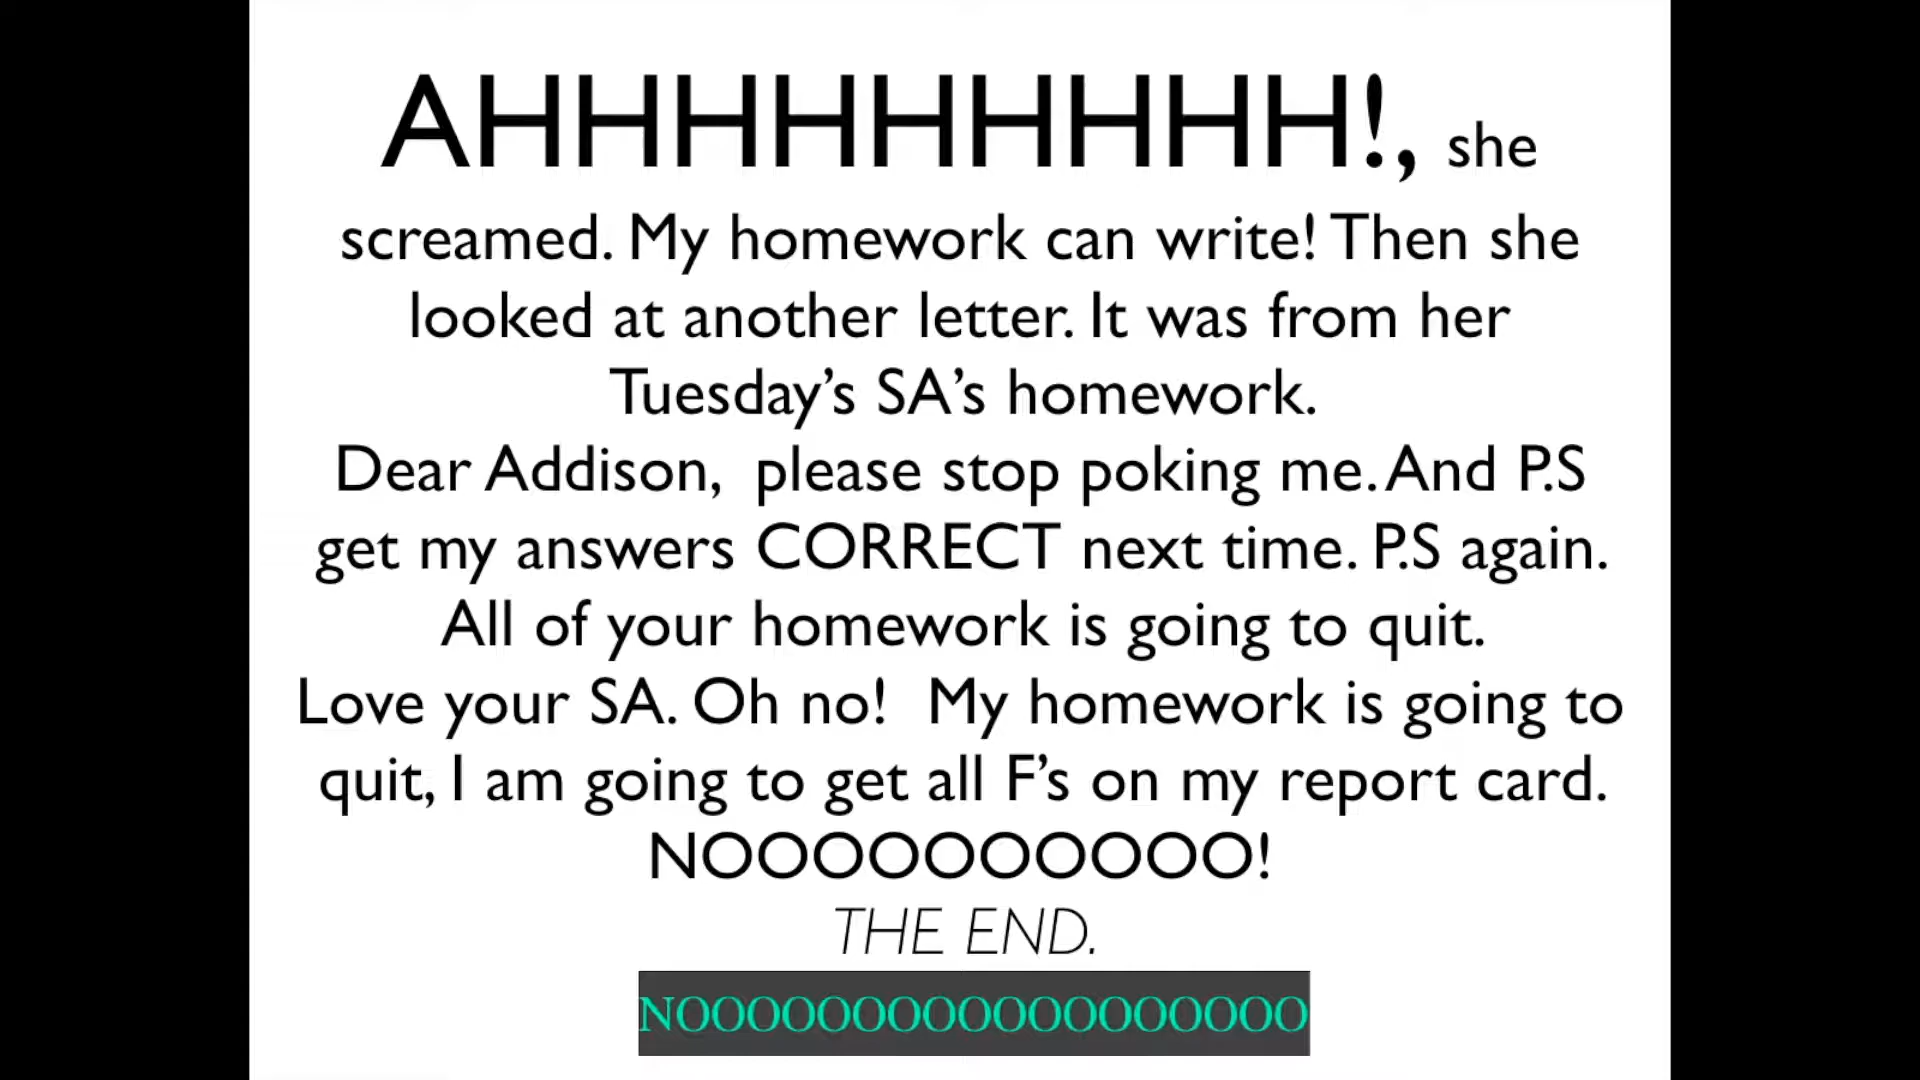 AHHHHHHHHH!, she
screamed. My homework can write! Then she
looked at another letter. It was from her
Tuesday’s SA’s homework.
Dear Addison,  please stop poking me. And P.S
get my answers CORRECT next time. P.S again.
All of your homework is going to quit.
Love your SA. Oh no!  My homework is going to
quit, I am going to get all F’s on my report card.
NOOOOOOOOOO!
THE END.
NOOOOOOOOOOOOOOOOOO